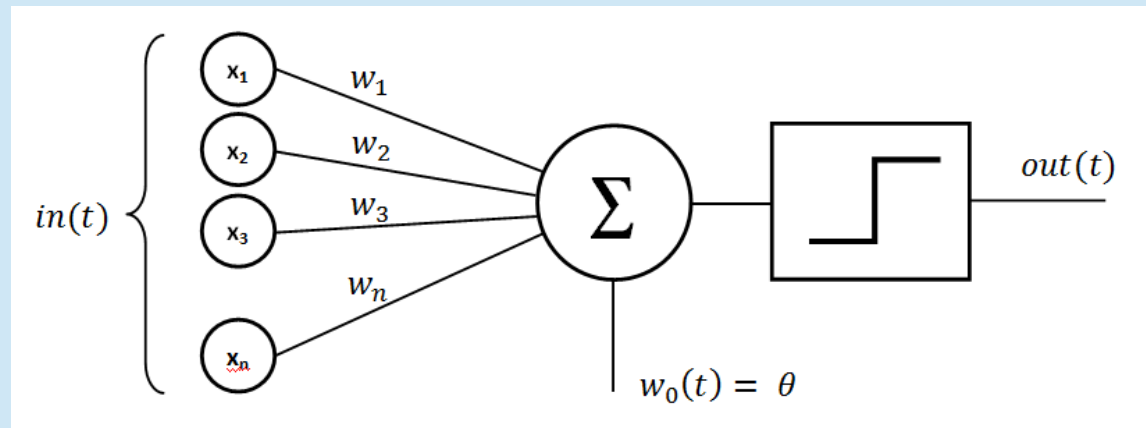 x₁
w₁
x₂
w₂
in(t)
x₃
w₃
Σ
out(t)
wₙ
xₙ
w₀(t) = θ